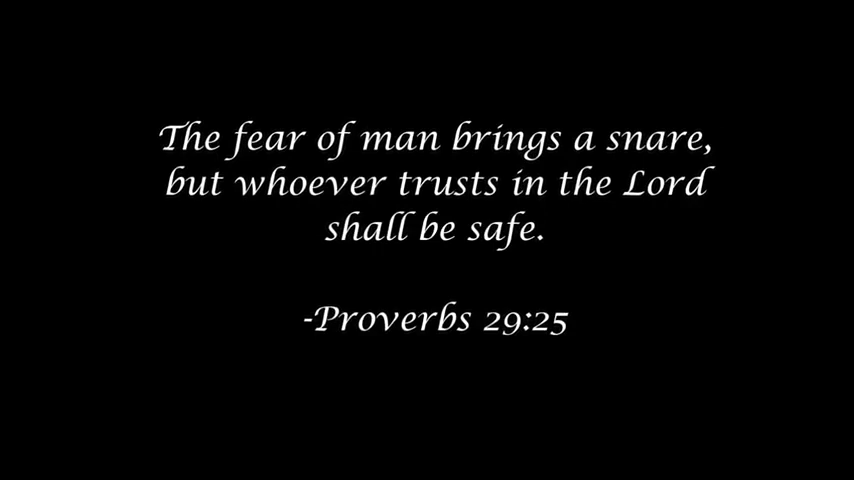 The fear of man brings a snare,
but whoever trusts in the Lord
shall be safe.
-Proverbs 29:25